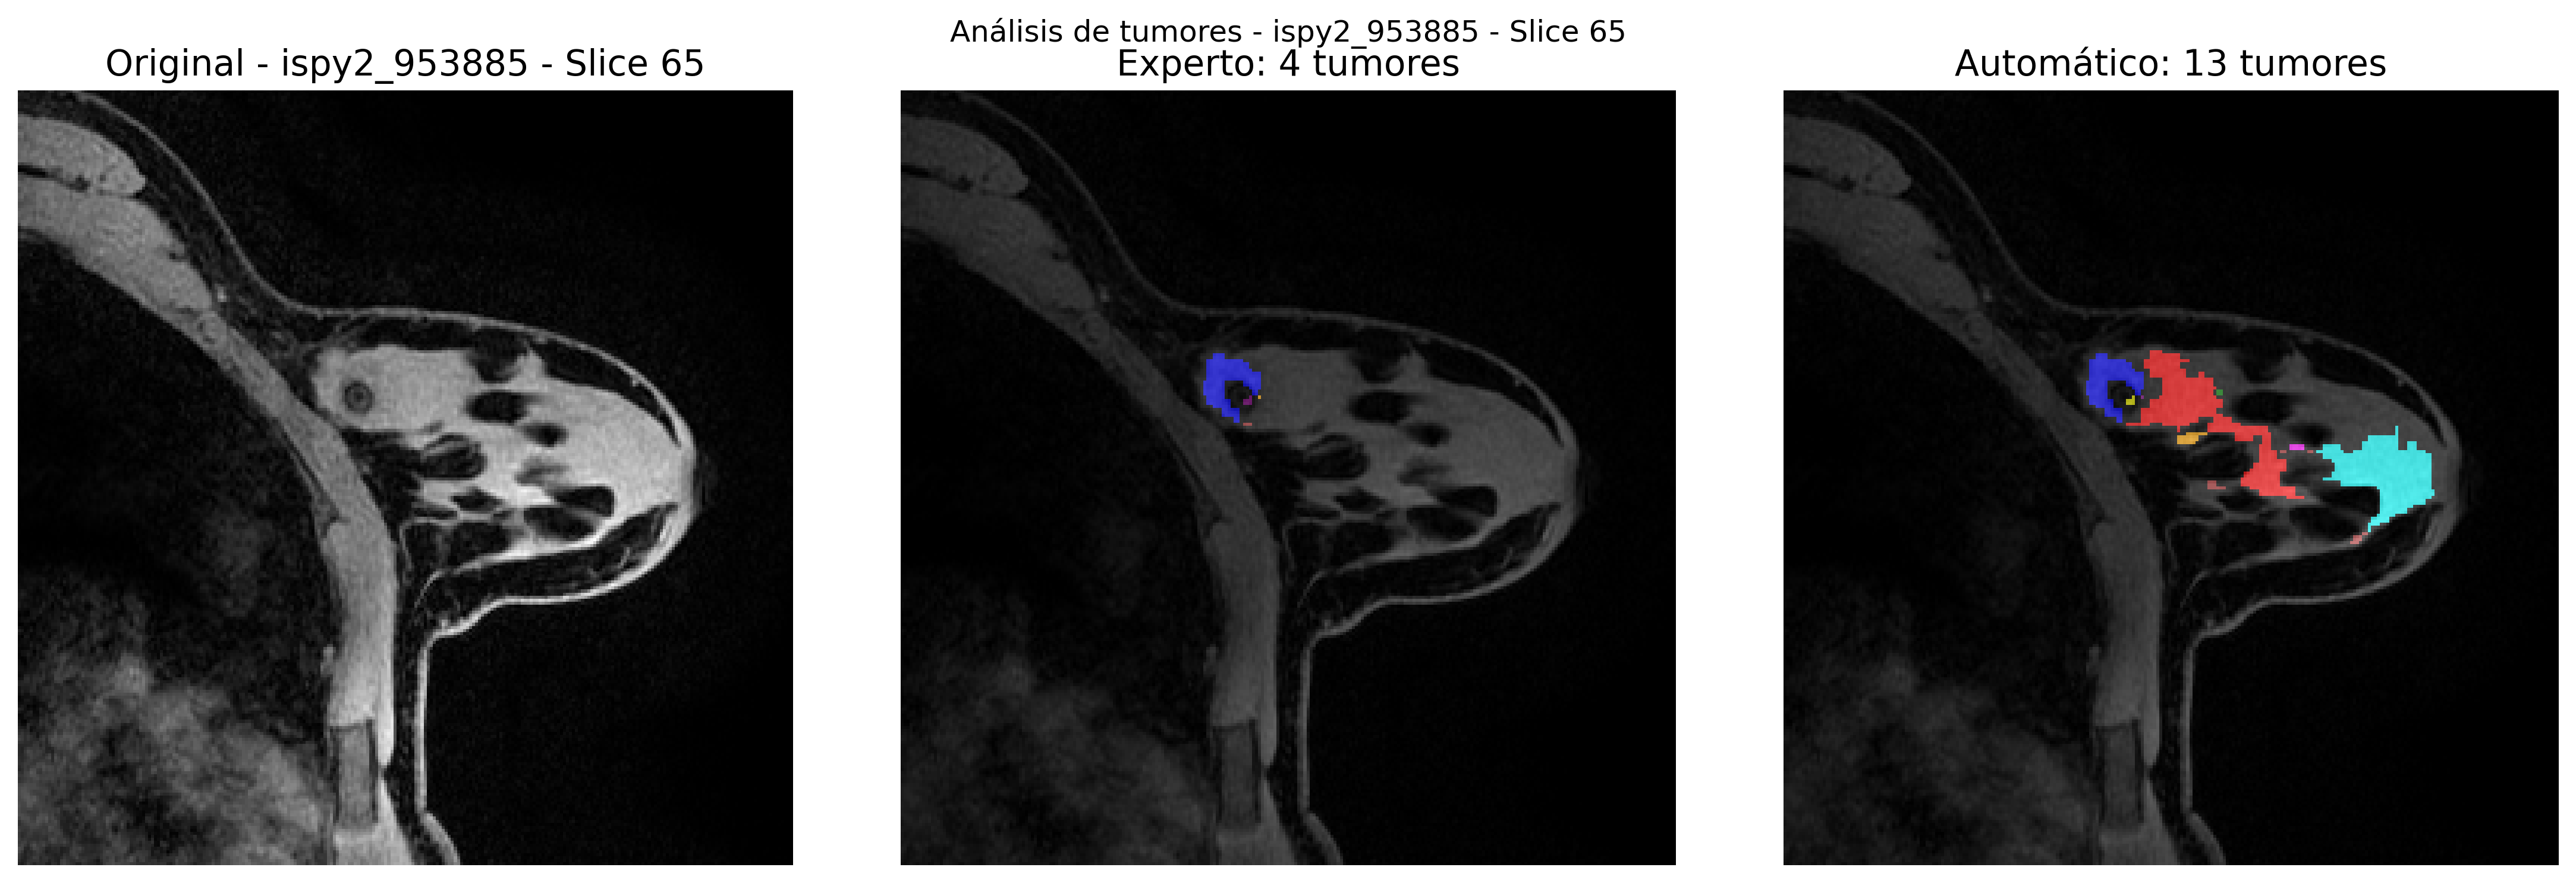 Análisis de tumores - ispy2_953885 - Slice 65
Original - ispy2_953885 - Slice 65
Experto: 4 tumores
Automático: 13 tumores